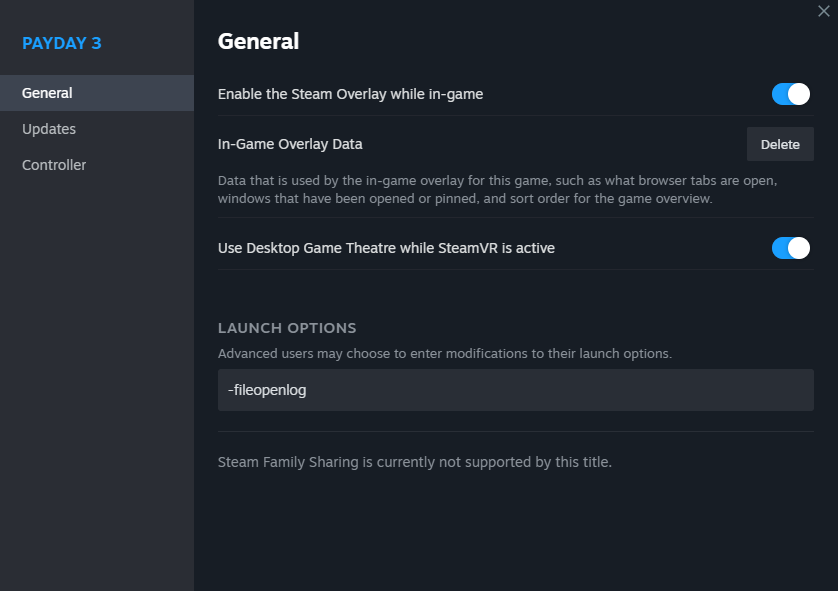 PAYDAY 3
General
Updates
Controller
General
Enable the Steam Overlay while in-game
In-Game Overlay Data
Delete
Data that is used by the in-game overlay for this game, such as what browser tabs are open,
windows that have been opened or pinned, and sort order for the game overview.
Use Desktop Game Theatre while SteamVR is active
LAUNCH OPTIONS
Advanced users may choose to enter modifications to their launch options.
-fileopenlog
Steam Family Sharing is currently not supported by this title.